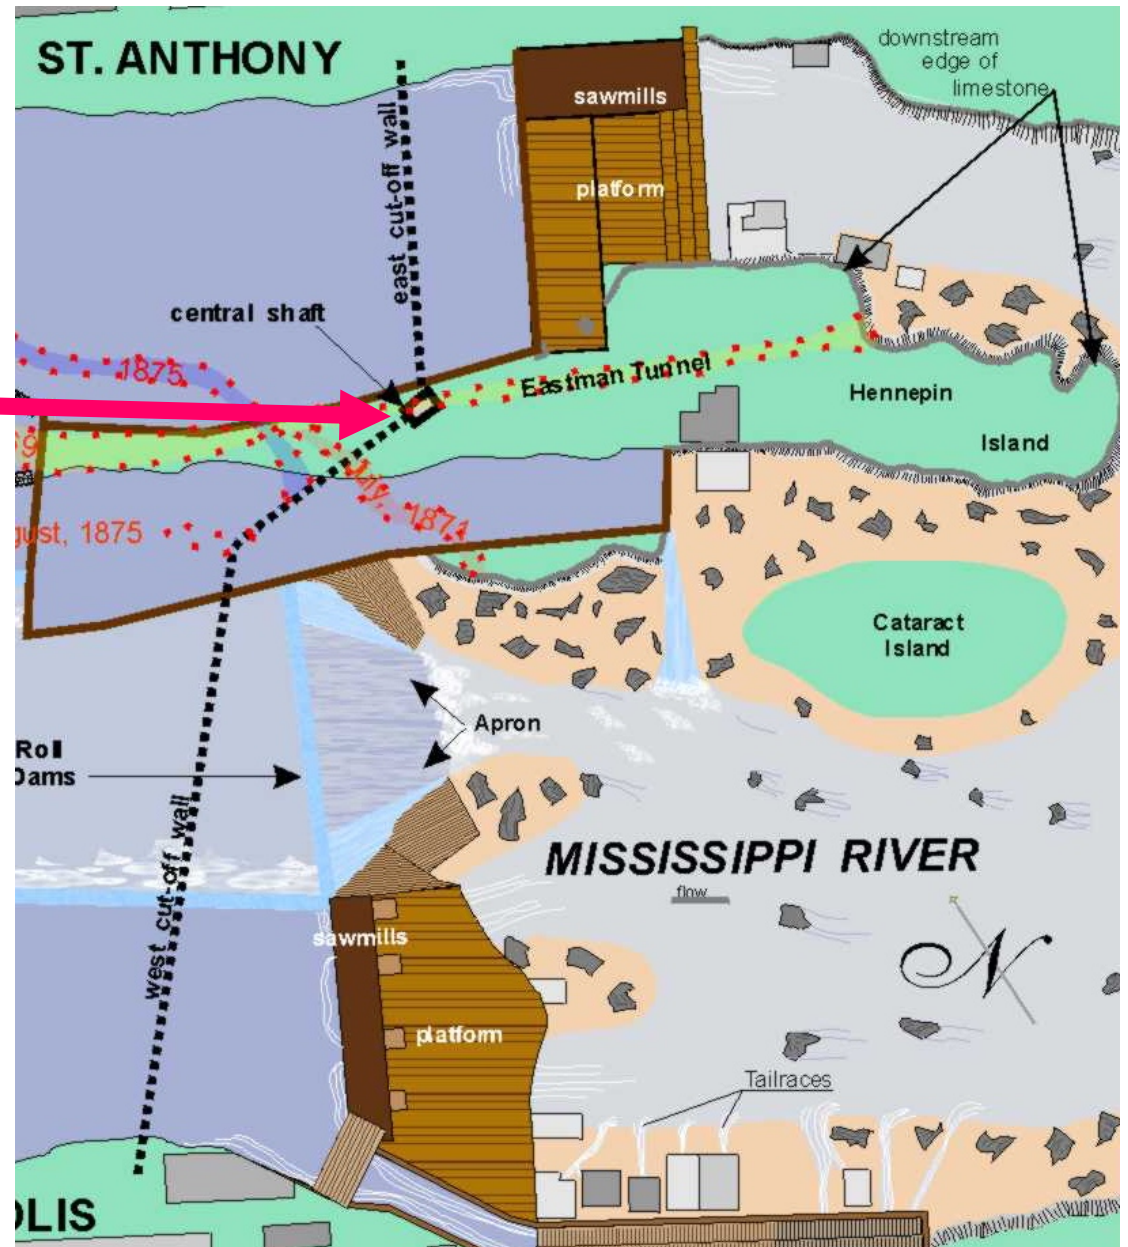 ST. ANTHONY
downstream
edge of
limestone
sawmills
east cut-off wall
platform
central shaft
1875
Eastman Tunnel
Hennepin
Island
July, 1871
gust, 1875
Cataract
Island
Apron
Roll
Dams
MISSISSIPPI RIVER
flow
west cut-off wall
sawmills
N
platform
Tailraces
OLIS